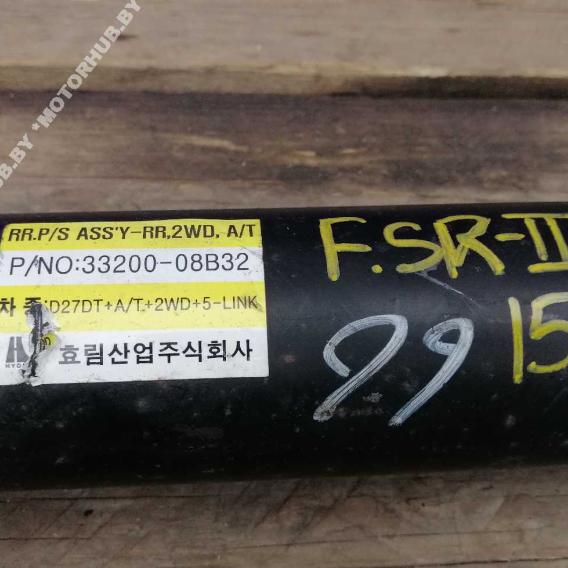 MOTORHUB.BY *MOTORHUB.BY
RR.P/S ASS'Y-RR,2WD, A/T
P/NO:33200-08B32
차 종:D27DT+A/T+2WD+5-LINK
효림산업주식회사
F.SR-II
99
15